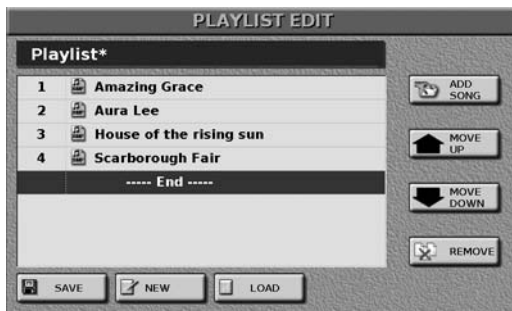 PLAYLIST EDIT
Playlist*
1 Amazing Grace
2 Aura Lee
3 House of the rising sun
4 Scarborough Fair
----- End -----
ADD
SONG
MOVE
UP
MOVE
DOWN
REMOVE
SAVE
NEW
LOAD